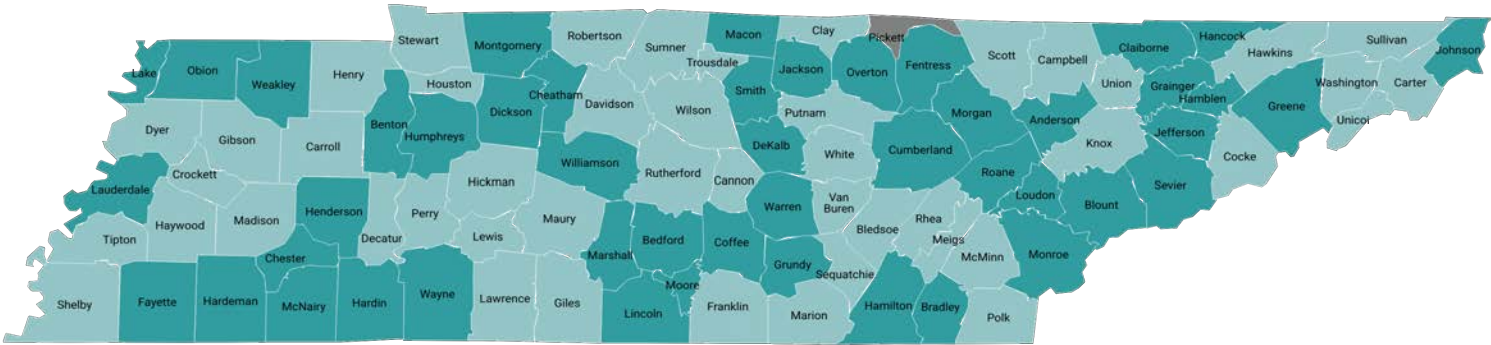 Stewart
Montgomery
Robertson
Sumner
Trousdale
Macon
Clay
Pickett
Scott
Campbell
Claiborne
Hancock
Hawkins
Sullivan
Johnson
Lake
Obion
Weakley
Henry
Houston
Cheatham
Davidson
Wilson
Smith
Jackson
Overton
Fentress
Union
Grainger
Hamblen
Washington
Carter
Dyer
Gibson
Carroll
Benton
Humphreys
Dickson
Putnam
Morgan
Anderson
Greene
Unicoi
Crockett
Williamson
DeKalb
White
Cumberland
Knox
Jefferson
Cocke
Lauderdale
Haywood
Madison
Henderson
Decatur
Perry
Hickman
Rutherford
Cannon
Warren
Van
Buren
Roane
Loudon
Blount
Sevier
Tipton
Chester
Lewis
Maury
Marshall
Bedford
Coffee
Grundy
Sequatchie
Bledsoe
Rhea
Meigs
McMinn
Monroe
Shelby
Fayette
Hardeman
McNairy
Hardin
Wayne
Lawrence
Giles
Lincoln
Moore
Franklin
Marion
Hamilton
Bradley
Polk